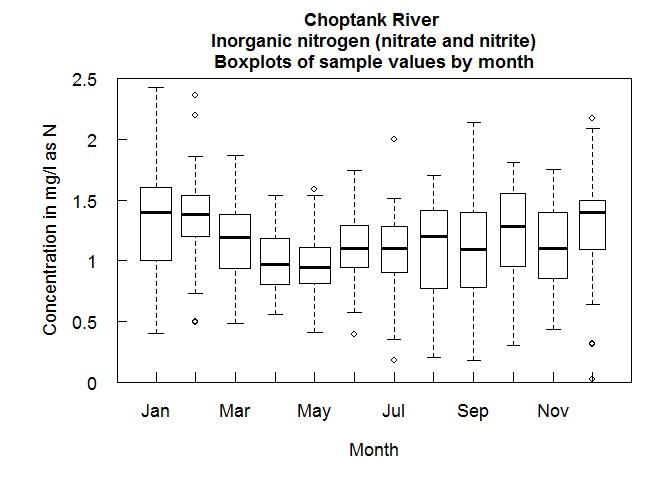 Choptank River
Inorganic nitrogen (nitrate and nitrite)
Boxplots of sample values by month
Concentration in mg/l as N
2.5
2
1.5
1
0.5
0
Jan Mar May Jul Sep Nov
Month